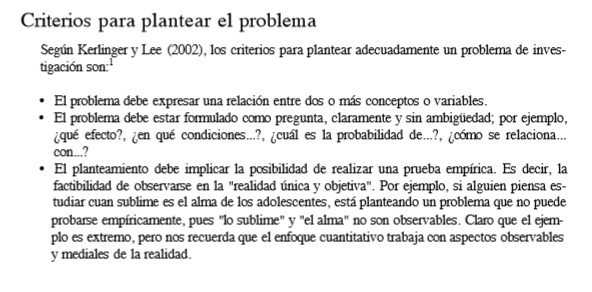 Criterios para plantear el problema
Según Kerlinger y Lee (2002), los criterios para plantear adecuadamente un problema de inves-
tigación son:¹
• El problema debe expresar una relación entre dos o más conceptos o variables.
• El problema debe estar formulado como pregunta, claramente y sin ambigüedad; por ejemplo,
¿qué efecto?, ¿en qué condiciones...?, ¿cuál es la probabilidad de...?, ¿cómo se relaciona...
con...?
• El planteamiento debe implicar la posibilidad de realizar una prueba empírica. Es decir, la
factibilidad de observarse en la "realidad única y objetiva". Por ejemplo, si alguien piensa es-
tudiar cuan sublime es el alma de los adolescentes, está planteando un problema que no puede
probarse empíricamente, pues "lo sublime" y "el alma" no son observables. Claro que el ejem-
plo es extremo, pero nos recuerda que el enfoque cuantitativo trabaja con aspectos observables
y mediales de la realidad.